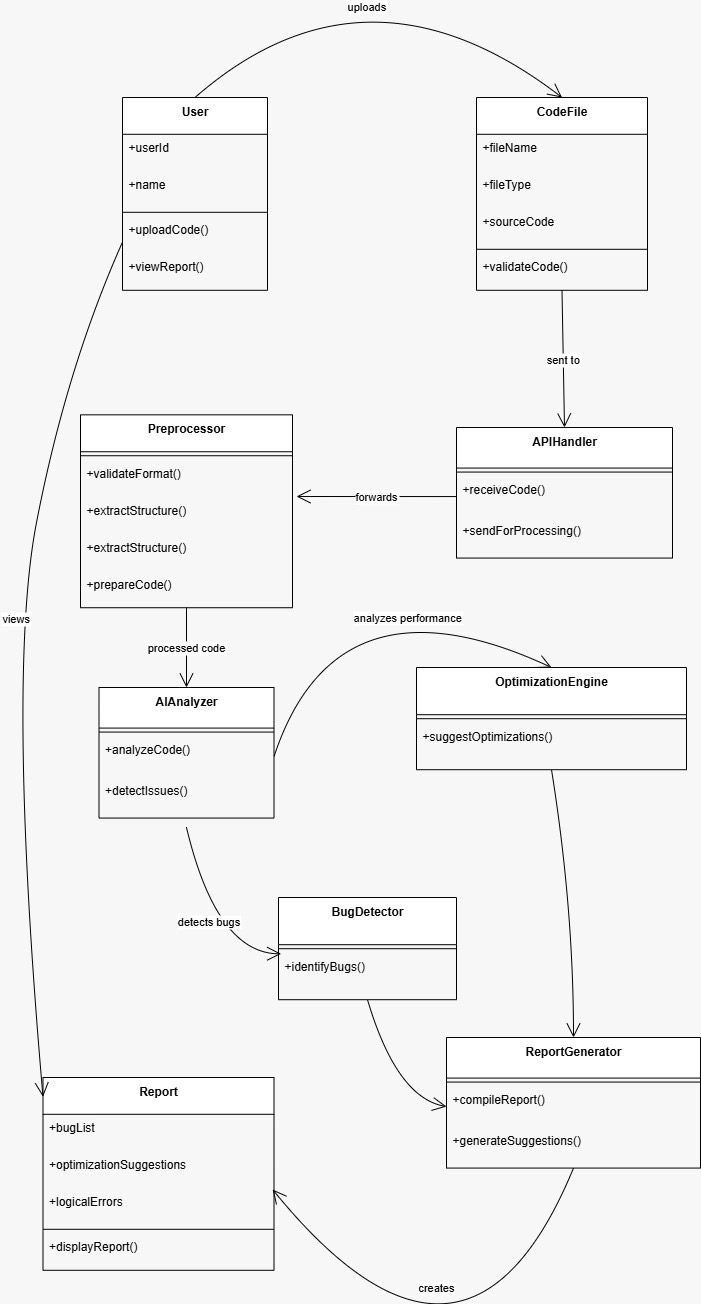 uploads
User
+userId
+name
+uploadCode()
+viewReport()
CodeFile
+fileName
+fileType
+sourceCode
+validateCode()
sent to
Preprocessor
+validateFormat()
+extractStructure()
+extractStructure()
+prepareCode()
forwards
APIHandler
+receiveCode()
+sendForProcessing()
views
processed code
analyzes performance
AIAnalyzer
+analyzeCode()
+detectIssues()
OptimizationEngine
+suggestOptimizations()
detects bugs
BugDetector
+identifyBugs()
ReportGenerator
+compileReport()
+generateSuggestions()
Report
+bugList
+optimizationSuggestions
+logicalErrors
+displayReport()
creates